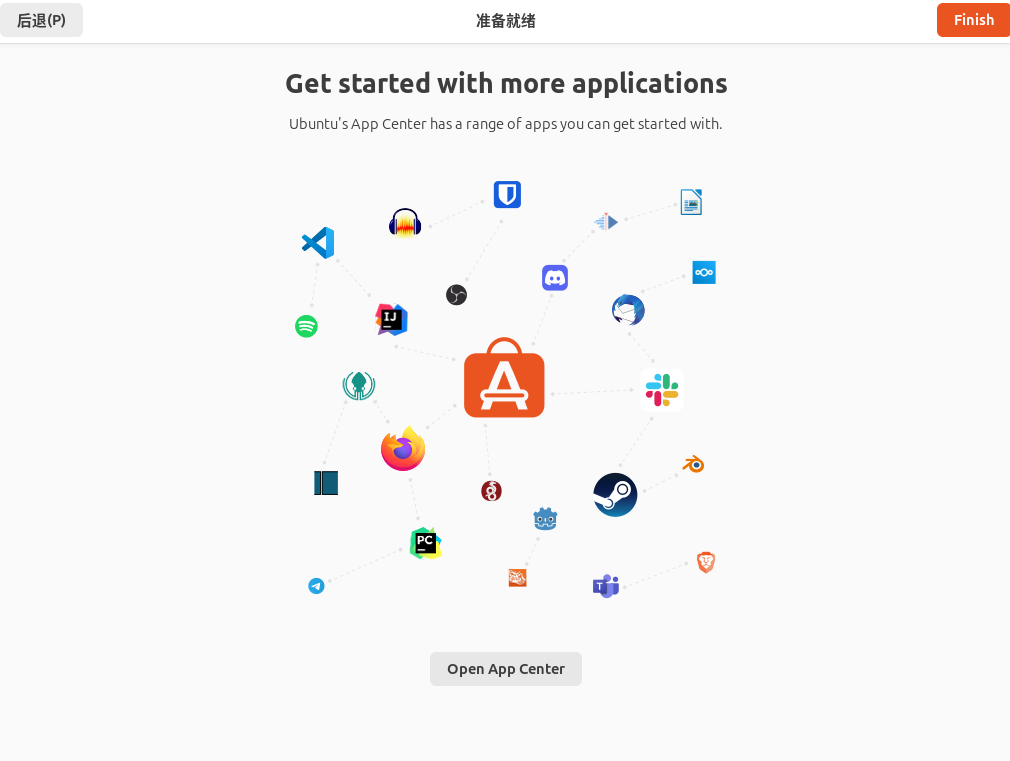 后退(P)
准备就绪
Finish
Get started with more applications
Ubuntu's App Center has a range of apps you can get started with.
IJ
A
PC
T
Open App Center